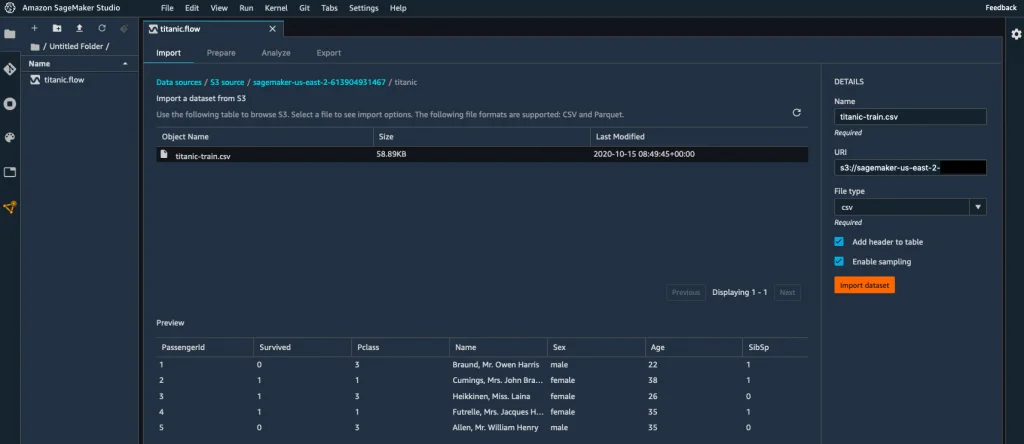 Amazon SageMaker Studio File Edit View Run Kernel Git Tabs Settings Help Feedback
titanic.flow
/ Untitled Folder /
Name
titanic.flow
Import Prepare Analyze Export
Data sources / S3 source / sagemaker-us-east-2-613904931467 / titanic
Import a dataset from S3
Use the following table to browse S3. Select a file to see import options. The following file formats are supported: CSV and Parquet.
Object Name Size Last Modified
titanic-train.csv 58.89KB 2020-10-15 08:49:45+00:00
Previous Displaying 1 - 1 Next
Preview
PassengerId Survived Pclass Name Sex Age SibSp
1 0 3 Braund, Mr. Owen Harris male 22 1
2 1 1 Cumings, Mrs. John Bra... female 38 1
3 1 3 Heikkinen, Miss. Laina female 26 0
4 1 1 Futrelle, Mrs. Jacques H... female 35 1
5 0 3 Allen, Mr. William Henry male 35 0
DETAILS
Name
titanic-train.csv
Required
URI
s3://sagemaker-us-east-2-
File type
csv
Required
Add header to table
Enable sampling
Import dataset